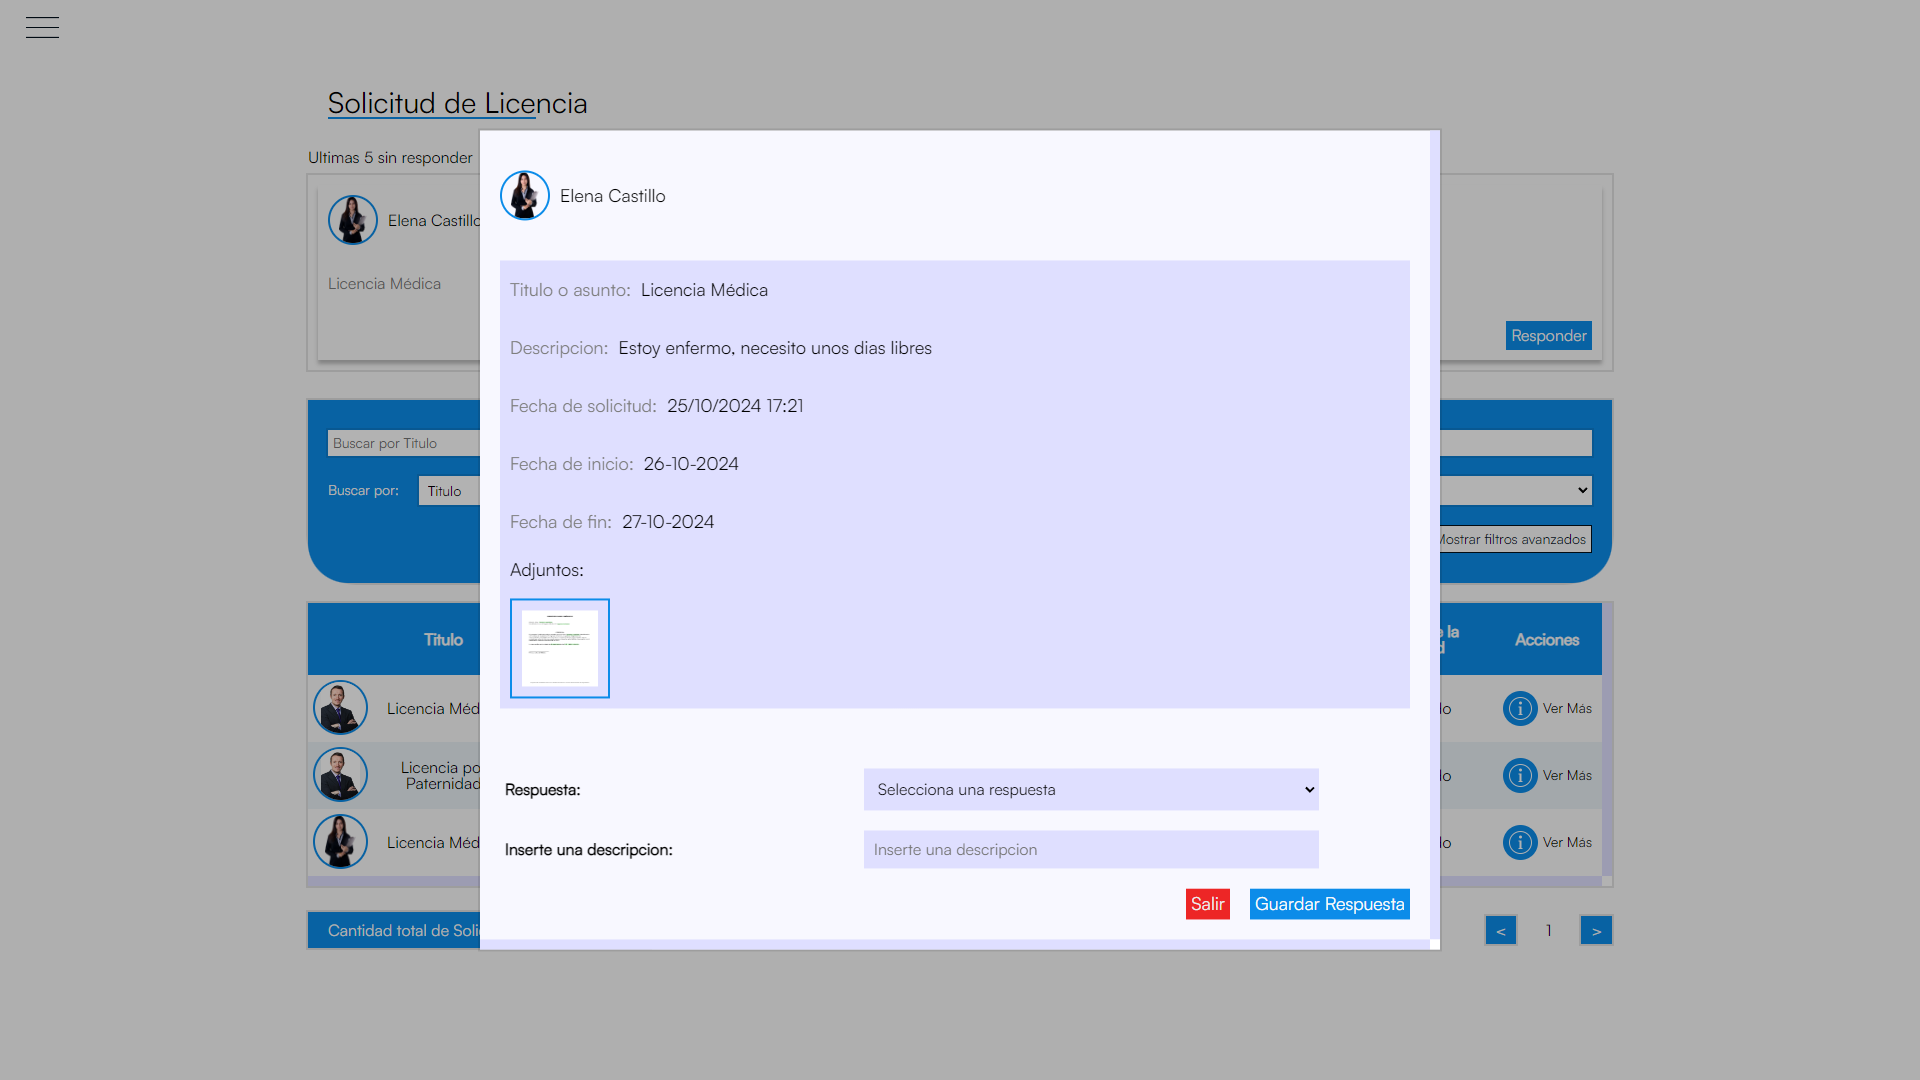 Solicitud de Licencia
Ultimas 5 sin responder
Elena Castillo
Licencia Médica
Responder
Buscar por Titulo
Buscar por:
Titulo
Mostrar filtros avanzados
Titulo
la
Acciones
Licencia Méd
Ver Más
Licencia po
Paternidad
Ver Más
Licencia Méd
Ver Más
Cantidad total de Soli
<
1
>
Elena Castillo
Titulo o asunto: Licencia Médica
Descripcion: Estoy enfermo, necesito unos dias libres
Fecha de solicitud: 25/10/2024 17:21
Fecha de inicio: 26-10-2024
Fecha de fin: 27-10-2024
Adjuntos:
Respuesta:
Selecciona una respuesta
Inserte una descripcion:
Inserte una descripcion
Salir
Guardar Respuesta